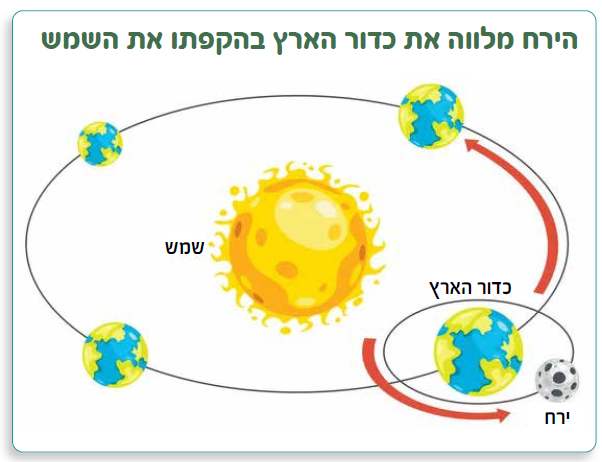 הירח מלווה את כדור הארץ בהקפתו את השמש
שמש
כדור הארץ
ירח